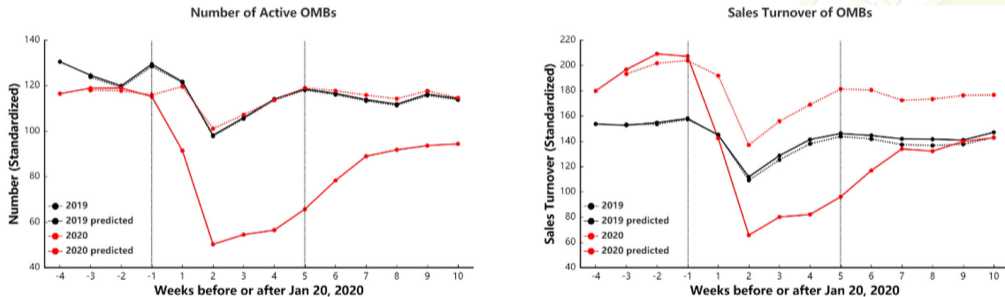 Number of Active OMBs
140
120
100
80
60
40
Number (Standardized)
2019
2019 predicted
2020
2020 predicted
-4 -3 -2 -1 1 2 3 4 5 6 7 8 9 10
Weeks before or after Jan 20, 2020
Sales Turnover of OMBs
220
200
180
160
140
120
100
80
60
40
Sales Turnover (Standardized)
2019
2019 predicted
2020
2020 predicted
-4 -3 -2 -1 1 2 3 4 5 6 7 8 9 10
Weeks before or after Jan 20, 2020